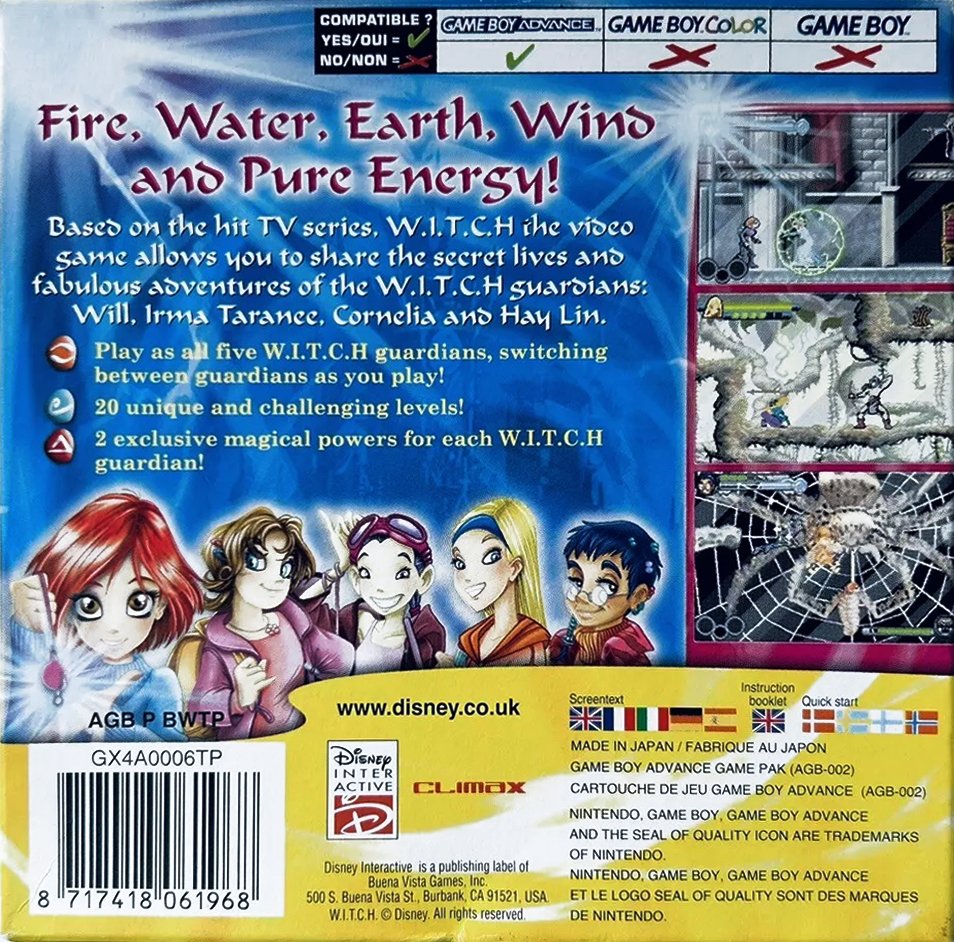 COMPATIBLE ?
YES/OUI =
NO/NON =
GAME BOY ADVANCE™
GAME BOY COLOR
GAME BOY™
Fire, Water, Earth, Wind
and Pure Energy!
Based on the hit TV series, W.I.T.C.H the video
game allows you to share the secret lives and
fabulous adventures of the W.I.T.C.H guardians:
Will, Irma Taranee, Cornelia and Hay Lin.
Play as all five W.I.T.C.H guardians, switching
between guardians as you play!
20 unique and challenging levels!
2 exclusive magical powers for each W.I.T.C.H
guardian!
AGB P BWTP
GX4A0006TP
8 717418 061968
www.disney.co.uk
Disney
INTER
ACTIVE
D
CLIMAX
Disney Interactive is a publishing label of
Buena Vista Games, Inc.
500 S. Buena Vista St., Burbank, CA 91521, USA.
W.I.T.C.H. © Disney. All rights reserved.
Screentext
Instruction
booklet
Quick start
MADE IN JAPAN / FABRIQUE AU JAPON
GAME BOY ADVANCE GAME PAK (AGB-002)
CARTOUCHE DE JEU GAME BOY ADVANCE (AGB-002)
NINTENDO, GAME BOY, GAME BOY ADVANCE
AND THE SEAL OF QUALITY ICON ARE TRADEMARKS
OF NINTENDO.
NINTENDO, GAME BOY, GAME BOY ADVANCE
ET LE LOGO SEAL OF QUALITY SONT DES MARQUES
DE NINTENDO.